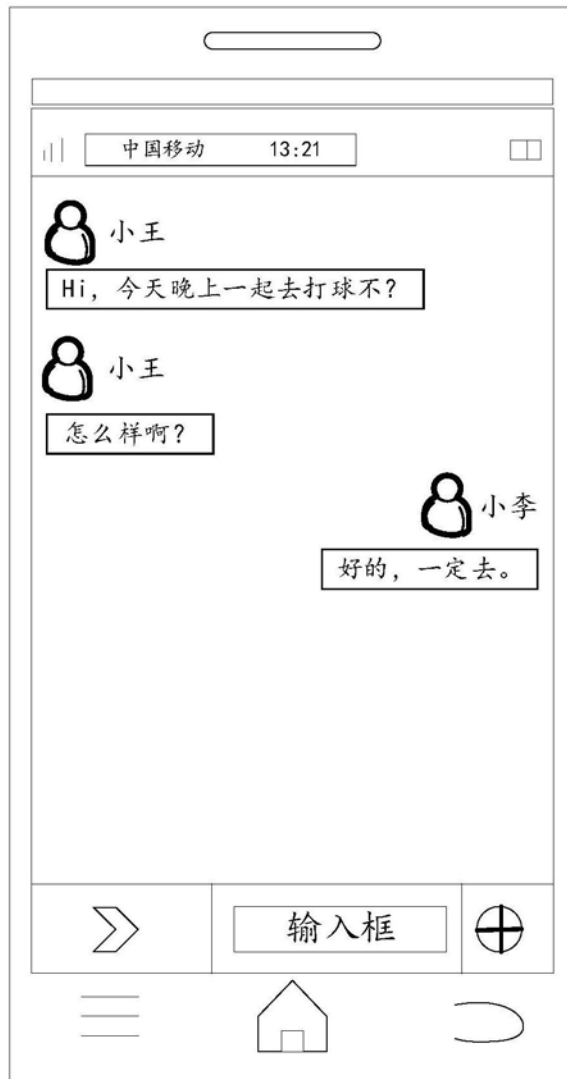 中国移动 13:21
小王
Hi, 今天晚上一起去打球不?
小王
怎么样啊?
小李
好的, 一定去。
输入框